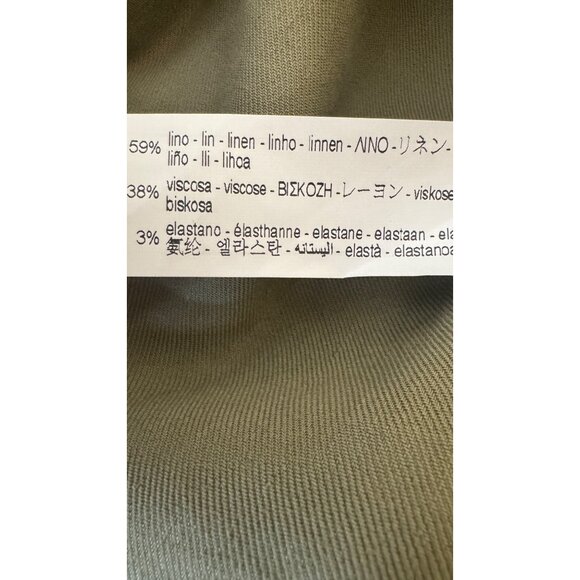 59% lino - lin - linen - linho - linnen - ΛΙΝΟ - リネン -
liño - lli - lihoa
38% viscosa - viscose - ΒΙΣΚΟΖΗ - レーヨン - viskose
biskosa
3% elastano - élasthanne - elastane - elastaan - ela
氨纶 - 엘라스탄 - اليستانه - elastà - elastanoa